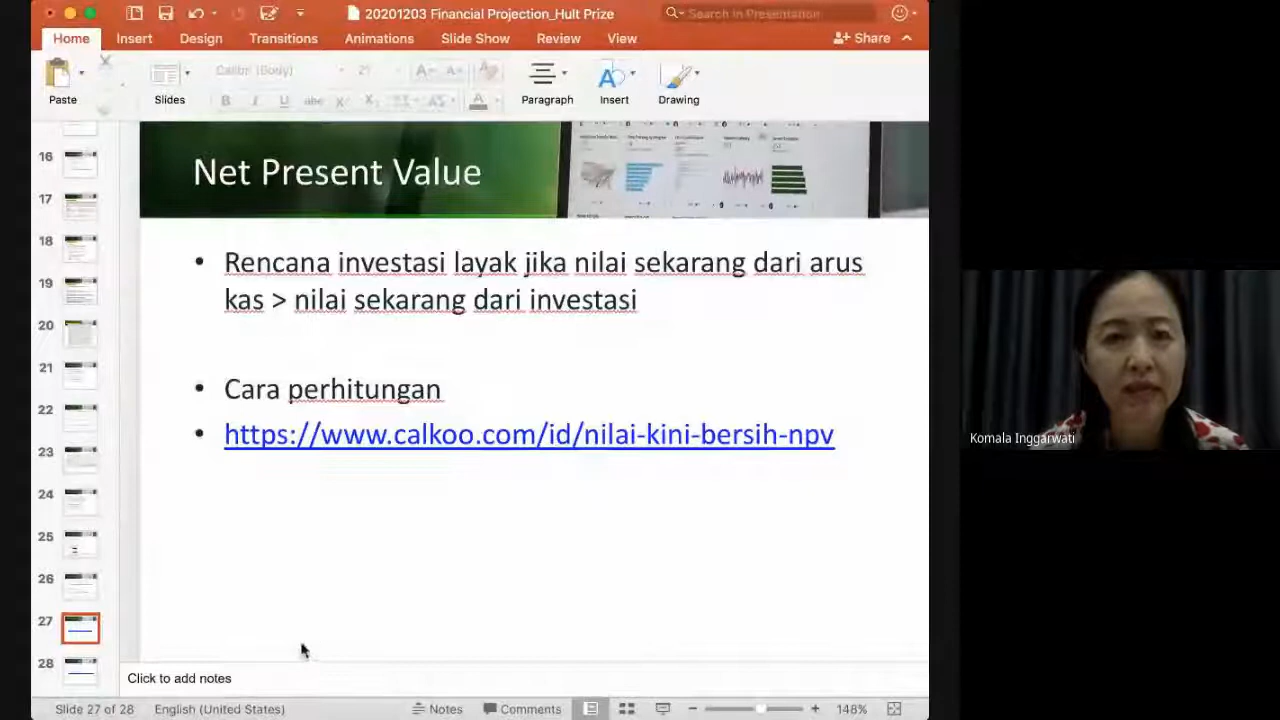 20201203 Financial Projection_Hult Prize
Search in Presentation
Home Insert Design Transitions Animations Slide Show Review View Share
Calibri (Body) 21
B I U abc X X A
Paste Slides Paragraph Insert Drawing
16
17
18
19
20
21
22
23
24
25
26
27
28
Net Present Value
• Rencana investasi layak jika nilai sekarang dari arus
kas > nilai sekarang dari investasi
• Cara perhitungan
• https://www.calkoo.com/id/nilai-kini-bersih-npv
Komala Inggarwati
Click to add notes
Slide 27 of 28 English (United States) Notes Comments 148%